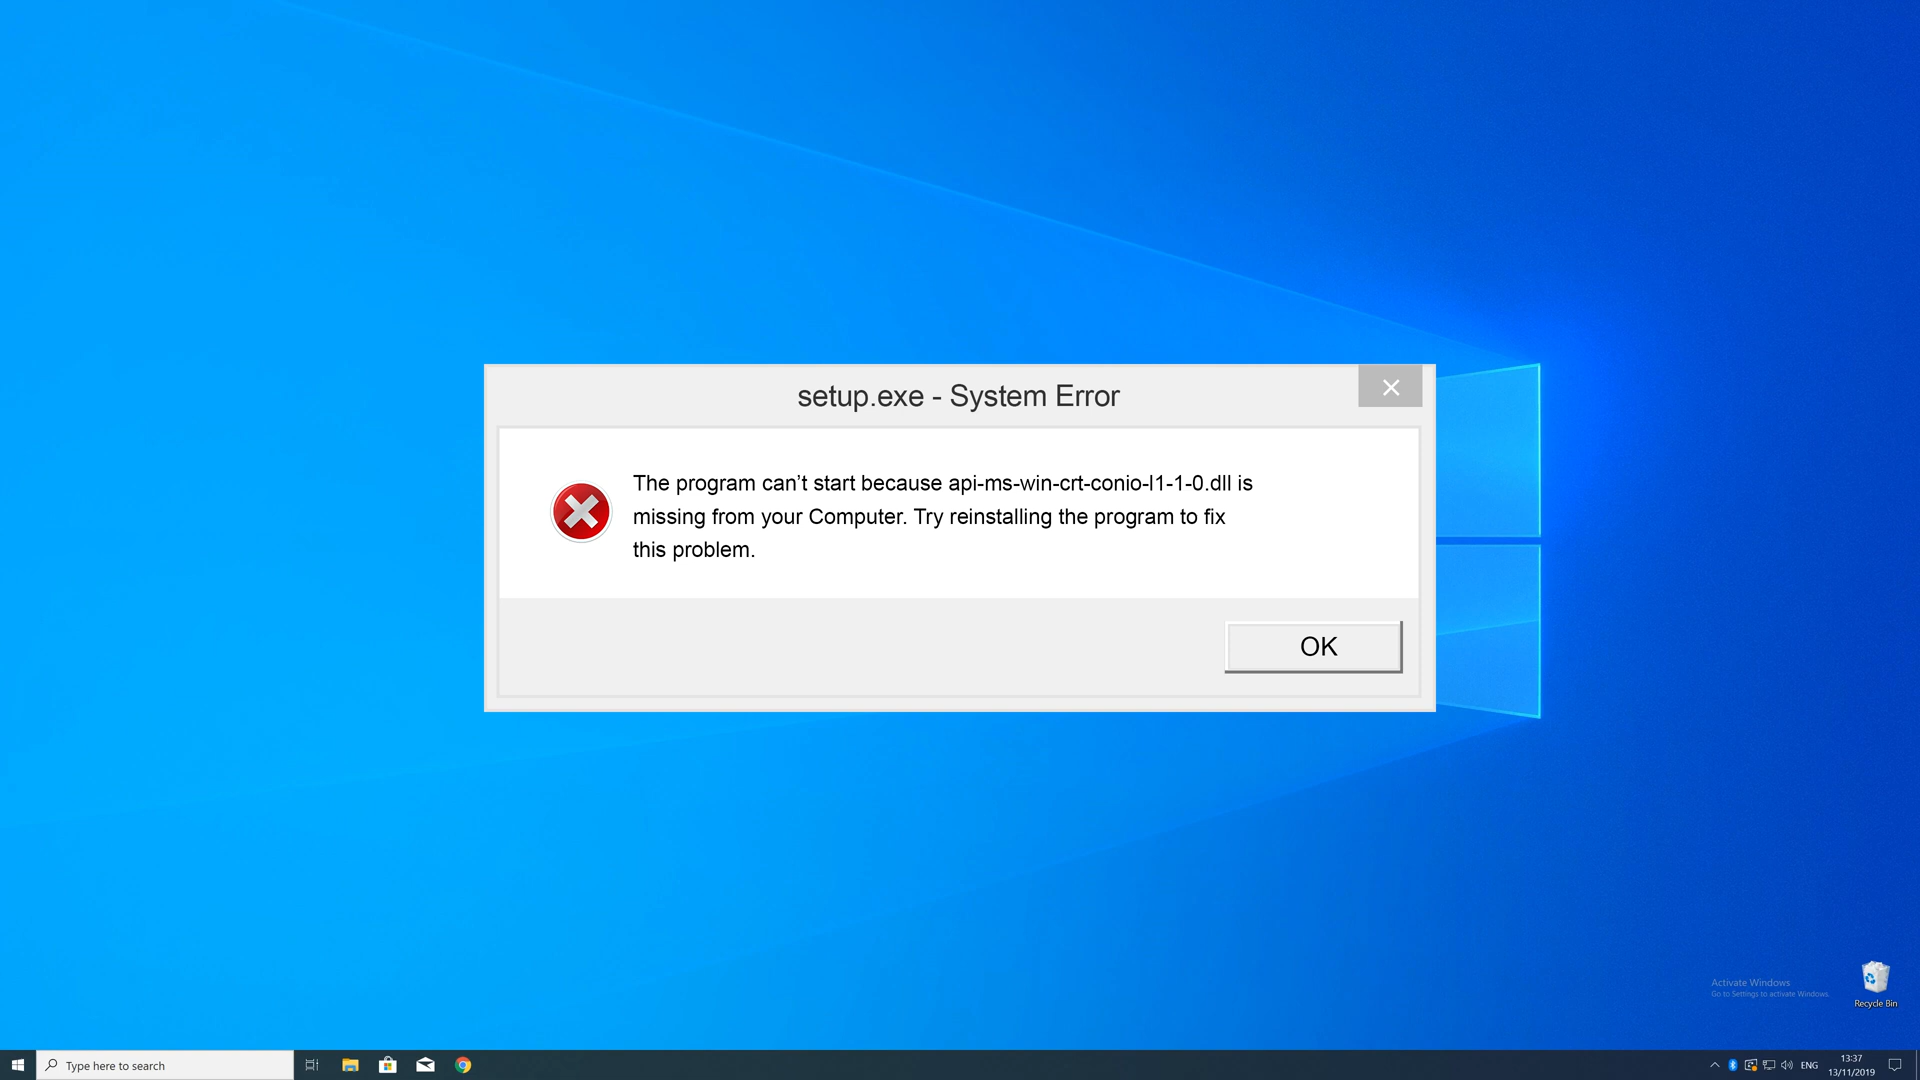 setup.exe - System Error
The program can’t start because api-ms-win-crt-conio-l1-1-0.dll is
missing from your Computer. Try reinstalling the program to fix
this problem.
OK
Activate Windows
Go to Settings to activate Windows.
Recycle Bin
Type here to search
ENG
13:37
13/11/2019